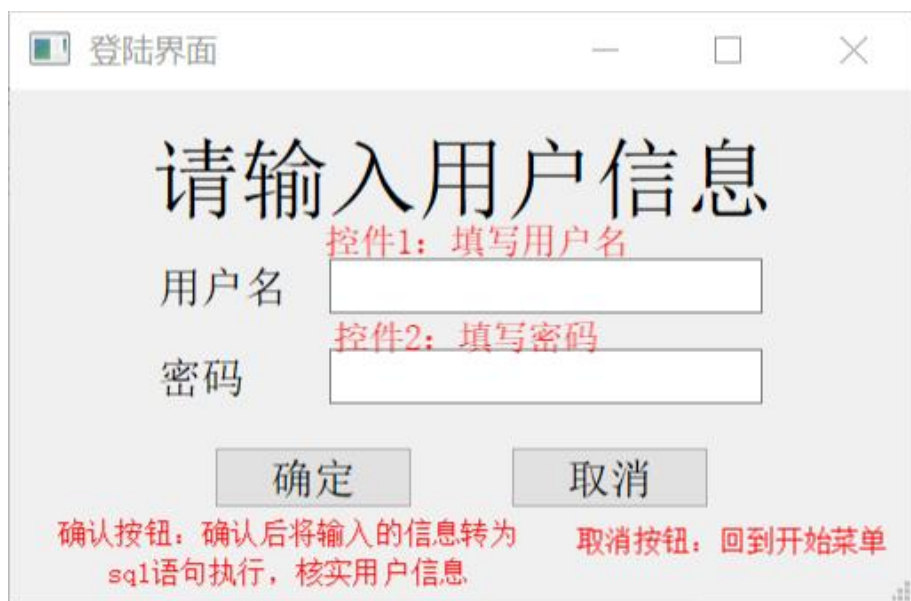 登陆界面
请输入用户信息
控件1：填写用户名
用户名
控件2：填写密码
密码
确定
取消
确认按钮：确认后将输入的信息转为
sql语句执行，核实用户信息
取消按钮：回到开始菜单